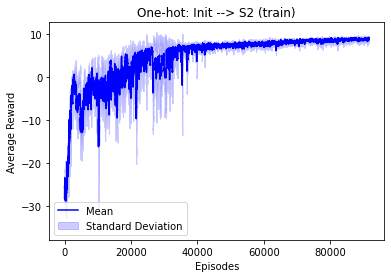 One-hot: Init --> S2 (train)
10
0
−10
−20
−30
Average Reward
Mean
Standard Deviation
0
20000
40000
60000
80000
Episodes